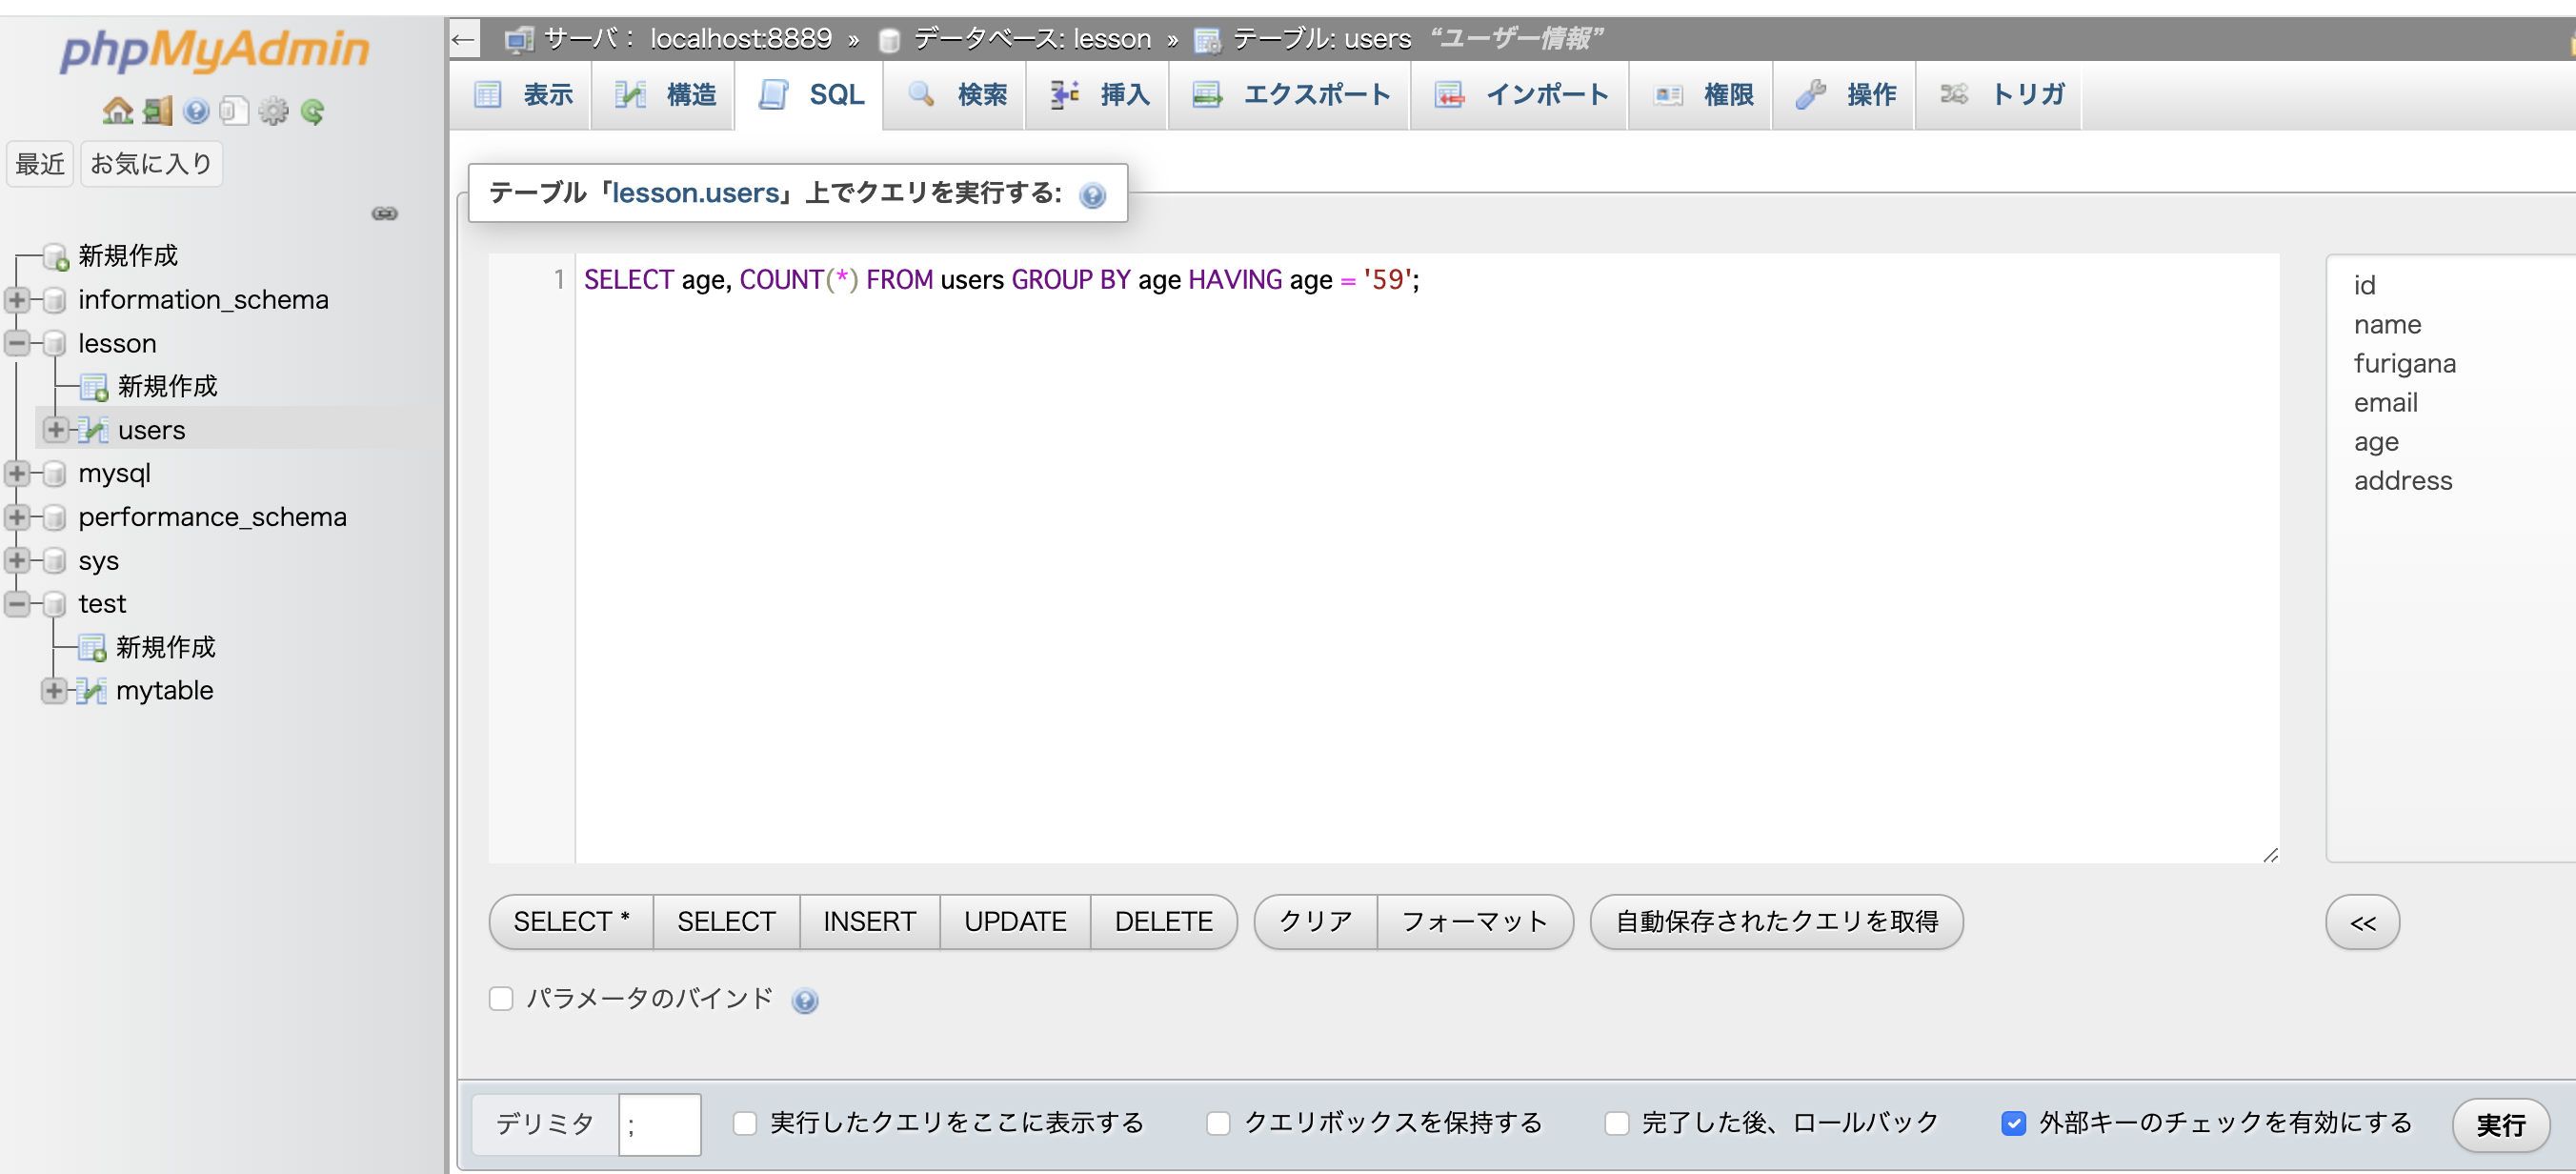 phpMyAdmin
最近 お気に入り
新規作成
information_schema
lesson
新規作成
users
mysql
performance_schema
sys
test
新規作成
mytable
← サーバ： localhost:8889 » データベース: lesson » テーブル: users “ユーザー情報”
表示 構造 SQL 検索 挿入 エクスポート インポート 権限 操作 トリガ
テーブル「lesson.users」上でクエリを実行する:
1 SELECT age, COUNT(*) FROM users GROUP BY age HAVING age = '59';
id
name
furigana
email
age
address
SELECT * SELECT INSERT UPDATE DELETE クリア フォーマット 自動保存されたクエリを取得 <<
パラメータのバインド
デリミタ ; 実行したクエリをここに表示する クエリボックスを保持する 完了した後、ロールバック 外部キーのチェックを有効にする 実行